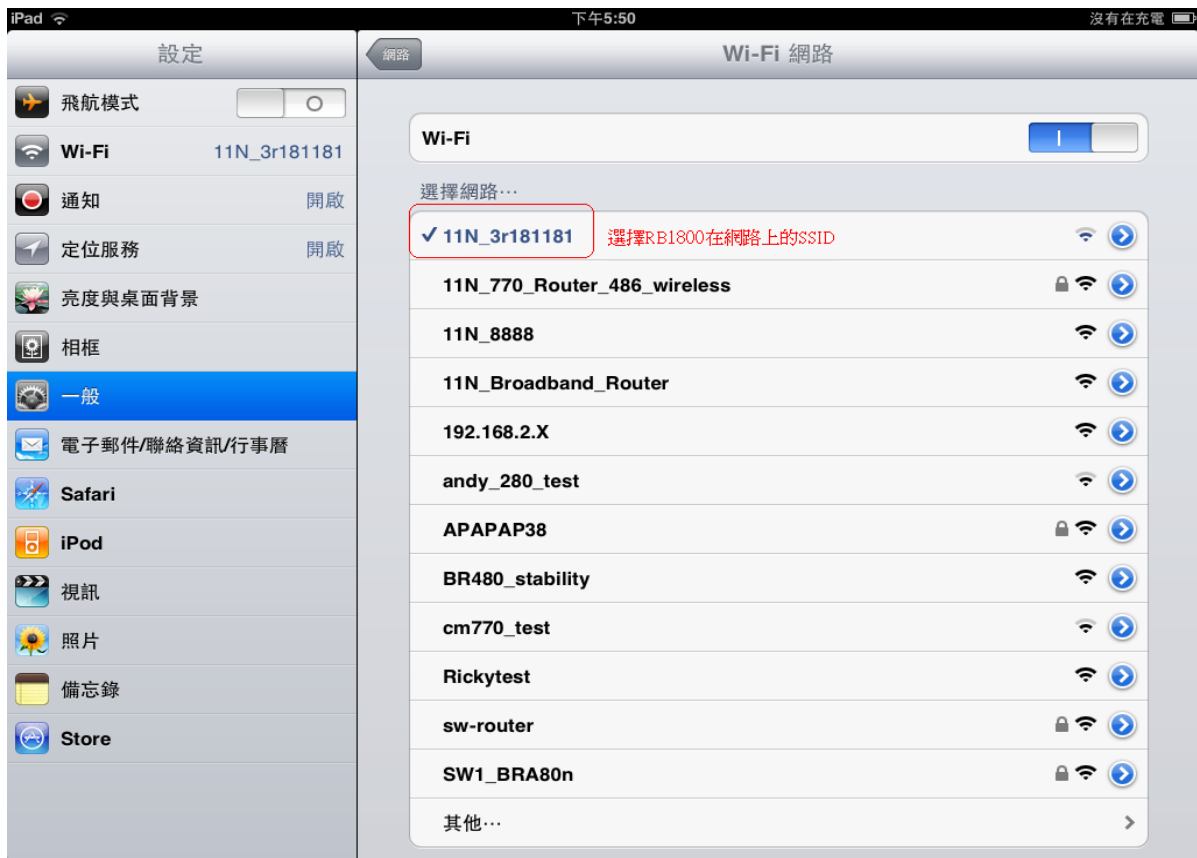 iPad 下午5:50 沒有在充電
設定
網路 Wi-Fi 網路
飛航模式
Wi-Fi 11N_3r181181
通知 開啟
定位服務 開啟
亮度與桌面背景
相框
一般
電子郵件/聯絡資訊/行事曆
Safari
iPod
視訊
照片
備忘錄
Store
Wi-Fi
選擇網路⋯
11N_3r181181 選擇RB1800在網路上的SSID
11N_770_Router_486_wireless
11N_8888
11N_Broadband_Router
192.168.2.X
andy_280_test
APAPAP38
BR480_stability
cm770_test
Rickytest
sw-router
SW1_BRA80n
其他⋯